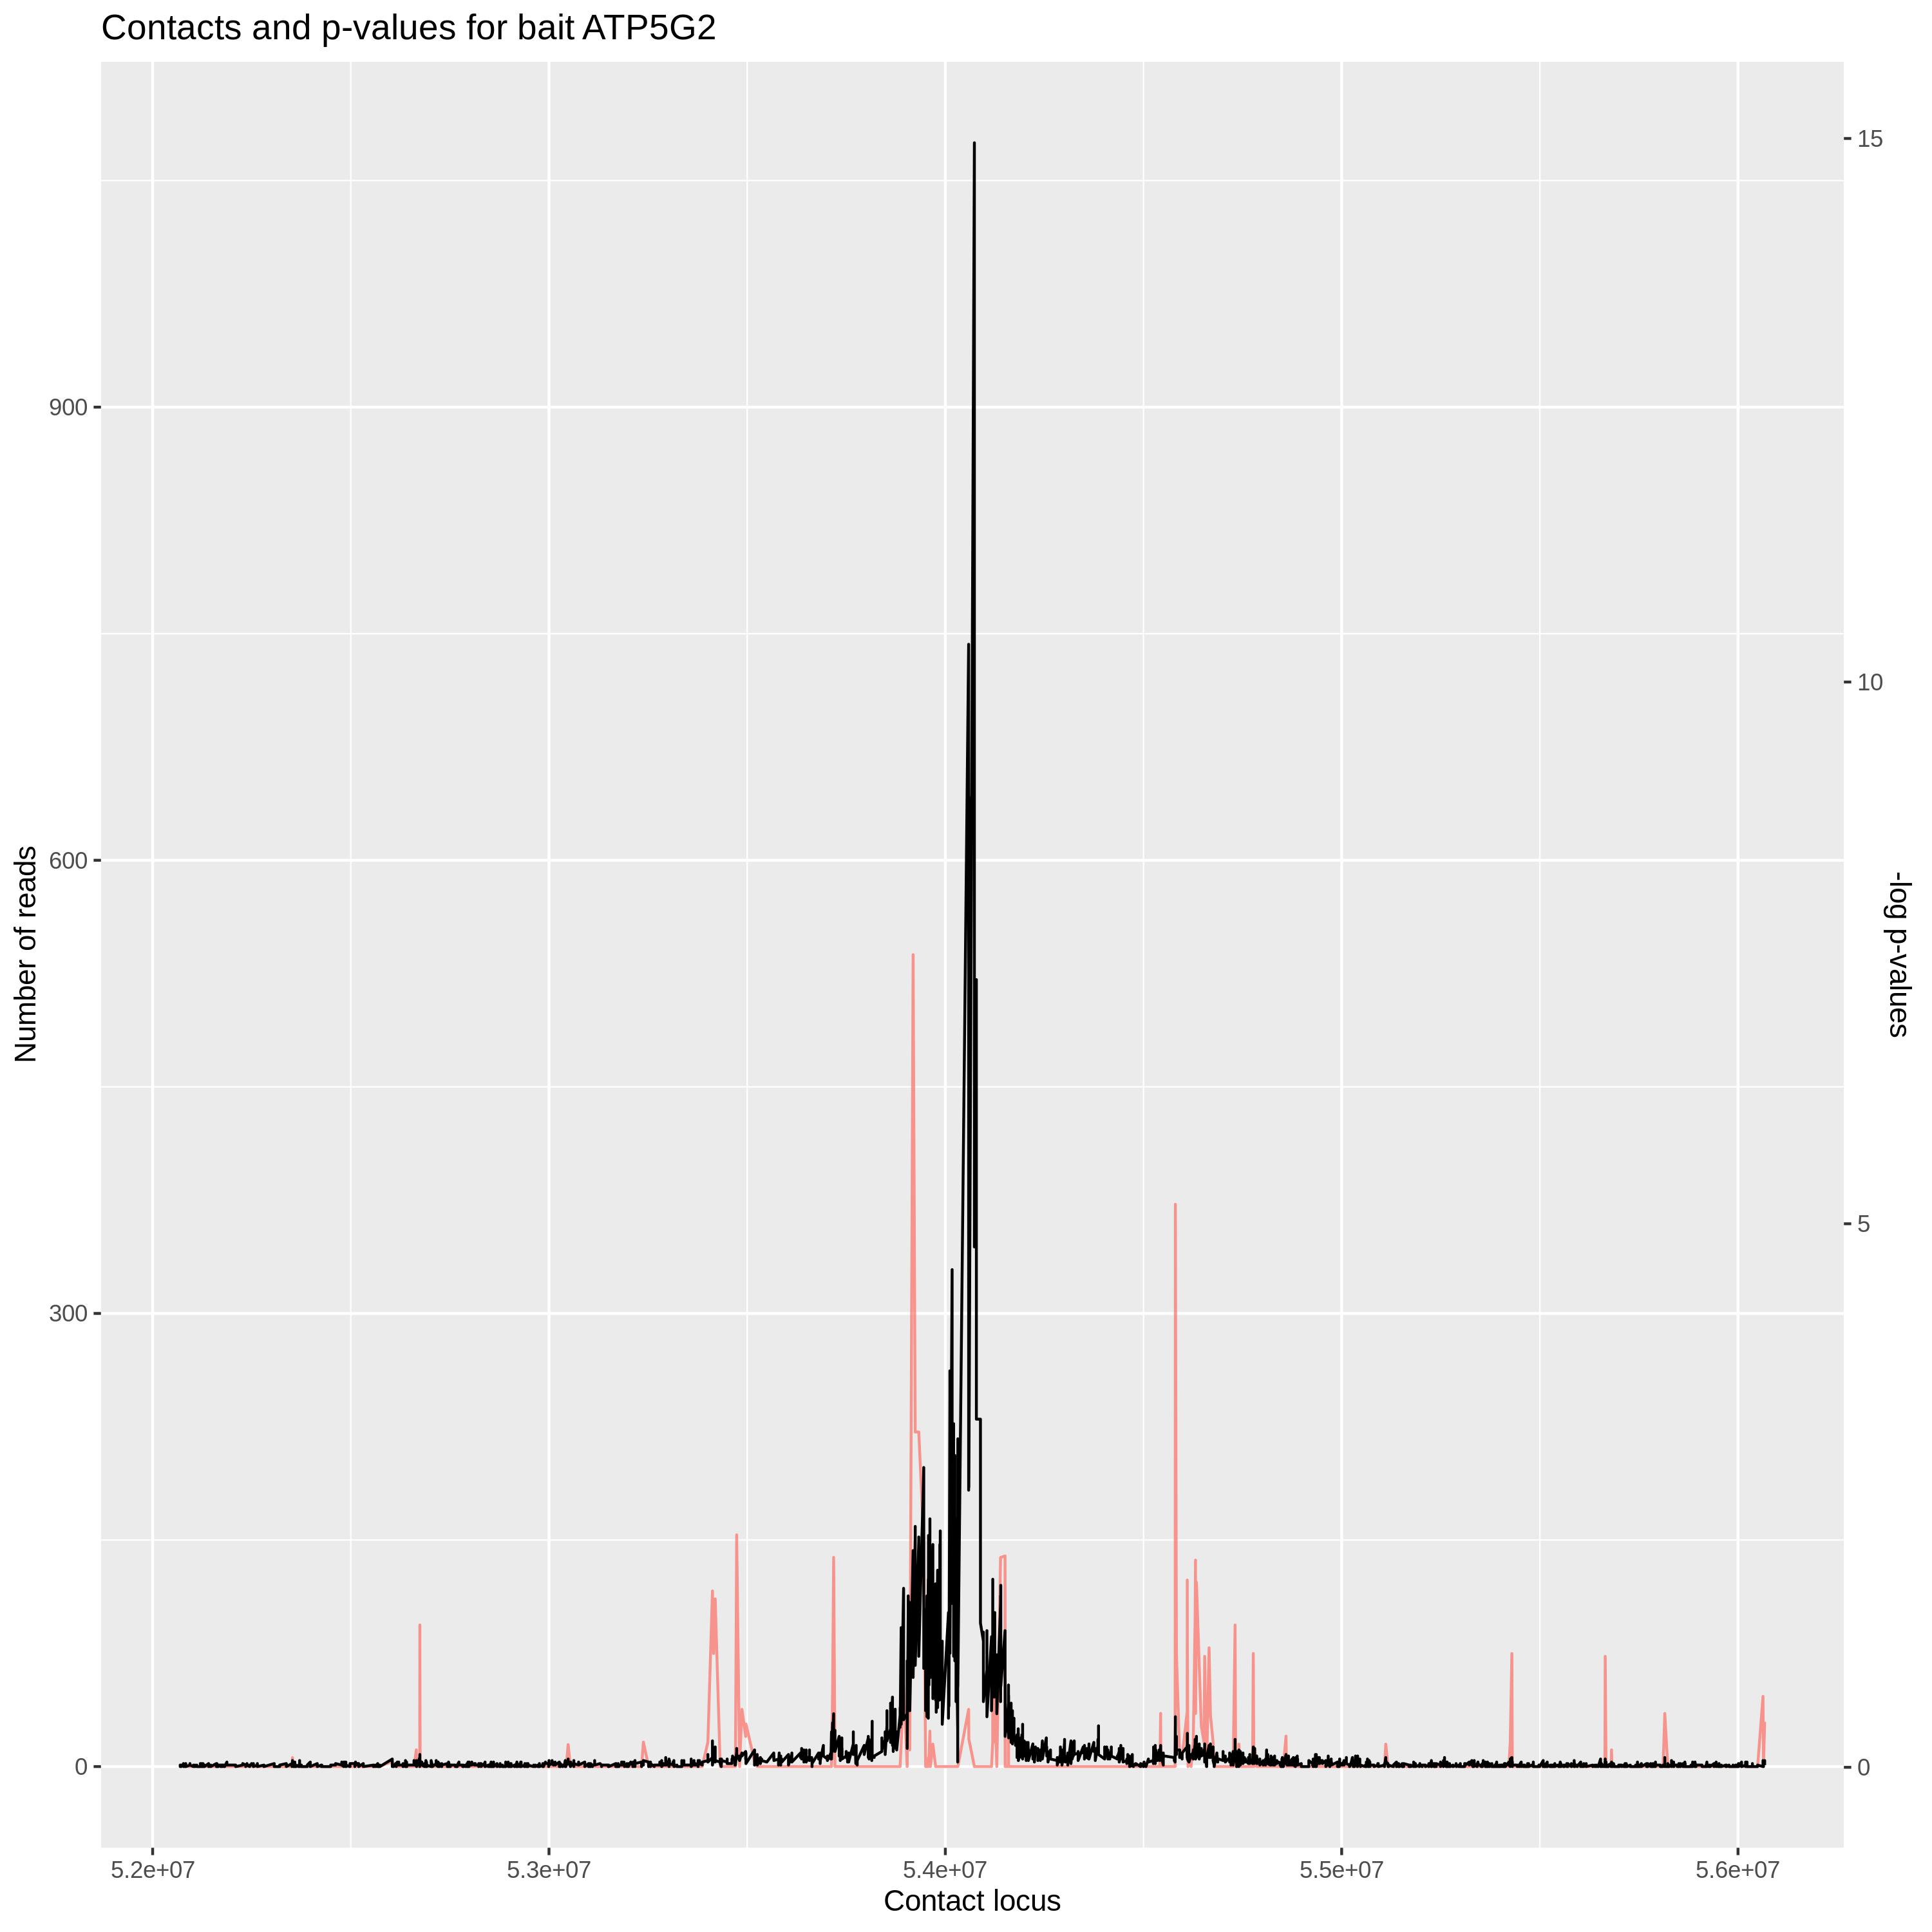 Contacts and p-values for bait ATP5G2
15
900
10
600
Number of reads
-log p-values
5
300
0
0
5.2e+07
5.3e+07
5.4e+07
5.5e+07
5.6e+07
Contact locus